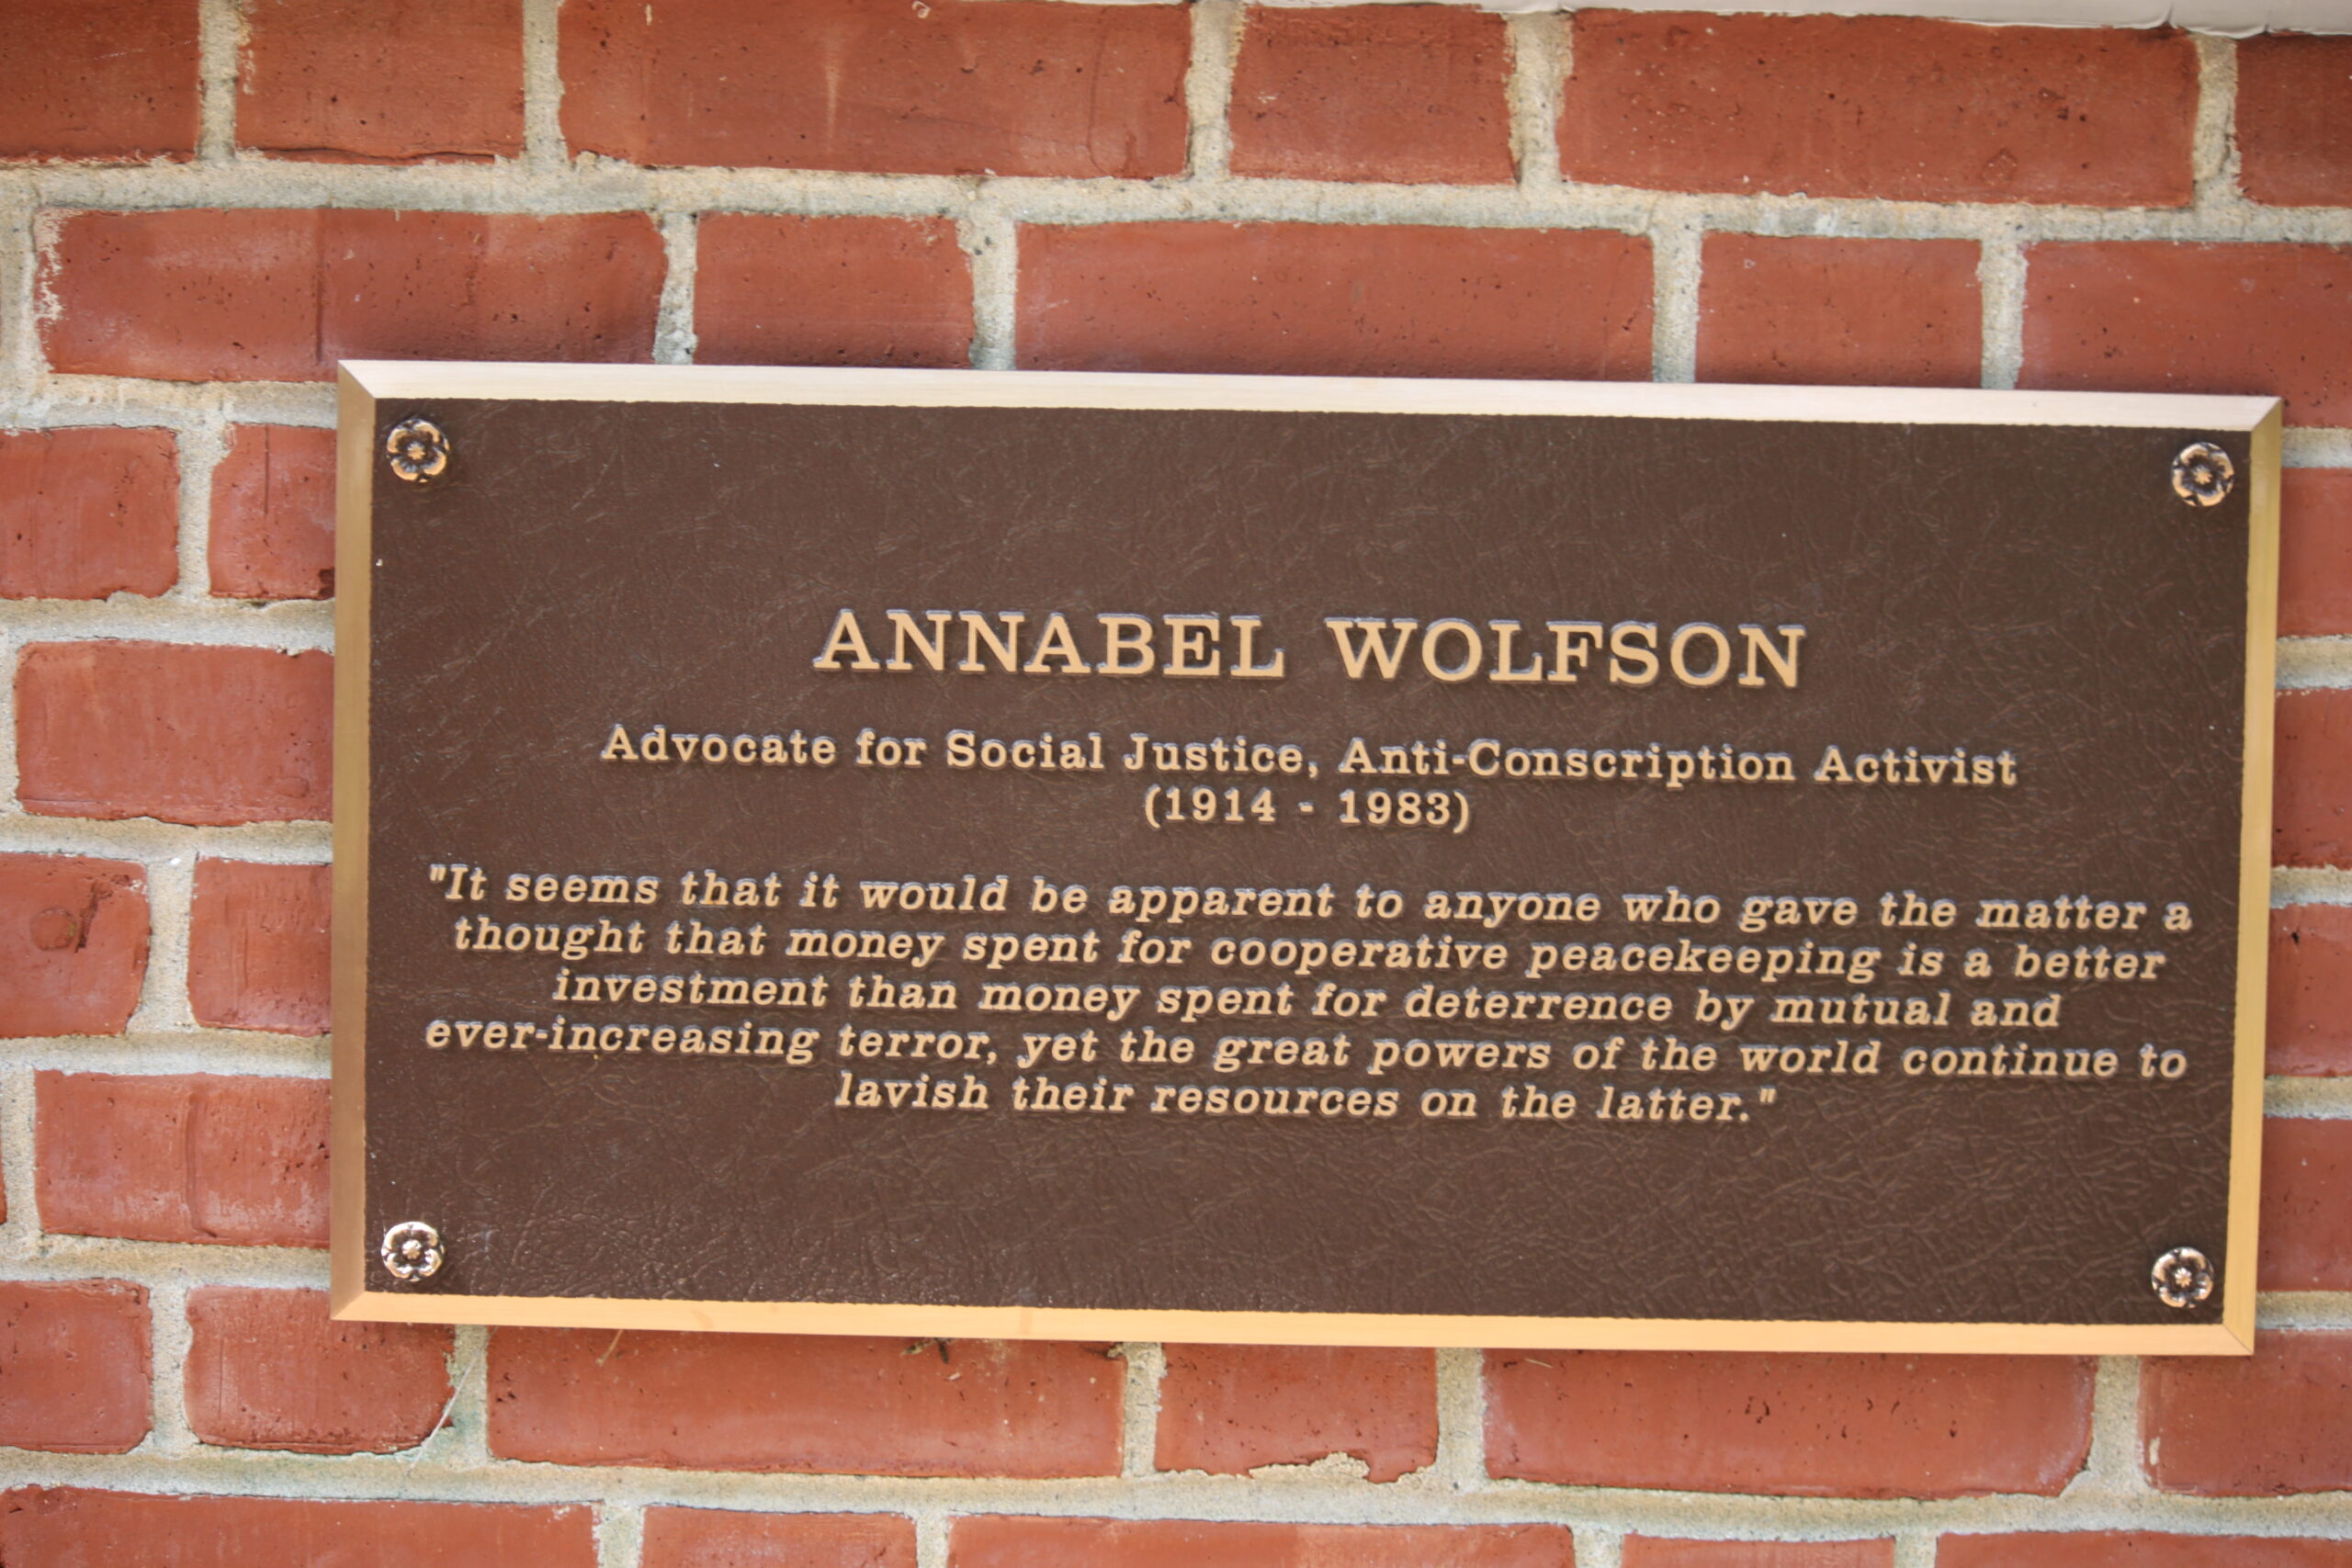 ANNABEL WOLFSON
Advocate for Social Justice, Anti-Conscription Activist
(1914 - 1983)
"It seems that it would be apparent to anyone who gave the matter a
thought that money spent for cooperative peacekeeping is a better
investment than money spent for deterrence by mutual and
ever-increasing terror, yet the great powers of the world continue to
lavish their resources on the latter."